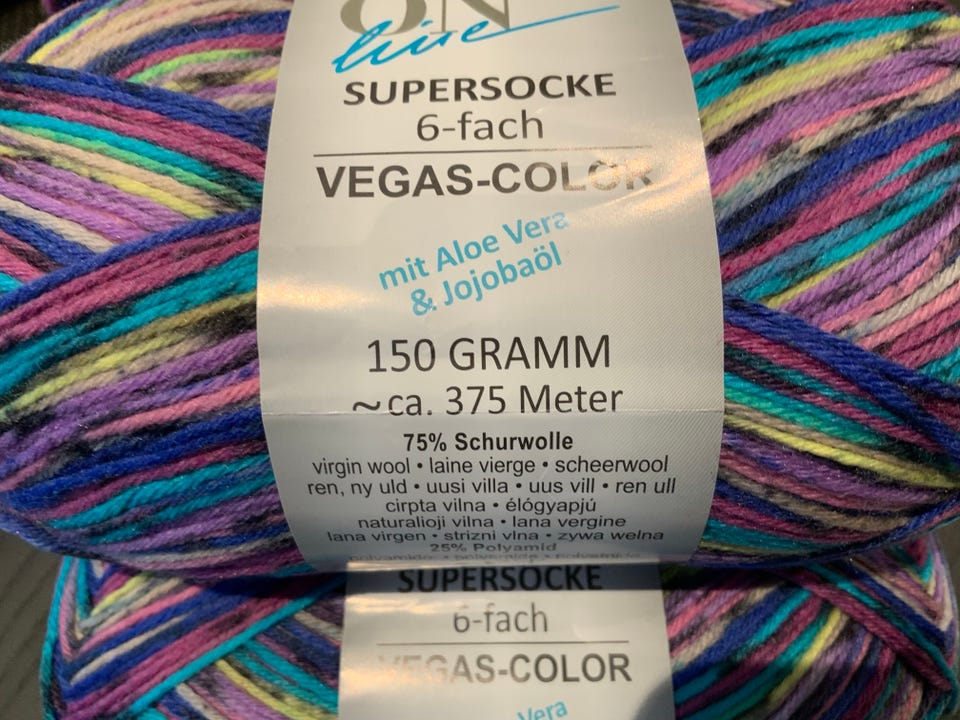 ON
line
SUPERSOCKE
6-fach
VEGAS-COLOR
mit Aloe Vera
& Jojobaöl
150 GRAMM
~ca. 375 Meter
75% Schurwolle
virgin wool • laine vierge • scheerwool
ren, ny uld • uusi villa • uus vill • ren ull
cirpta vilna • élógyapjú
naturalioji vilna • lana vergine
lana virgen • strizni vlna • zywa welna
25% Polyamid
SUPERSOCKE
6-fach
VEGAS-COLOR
Vera